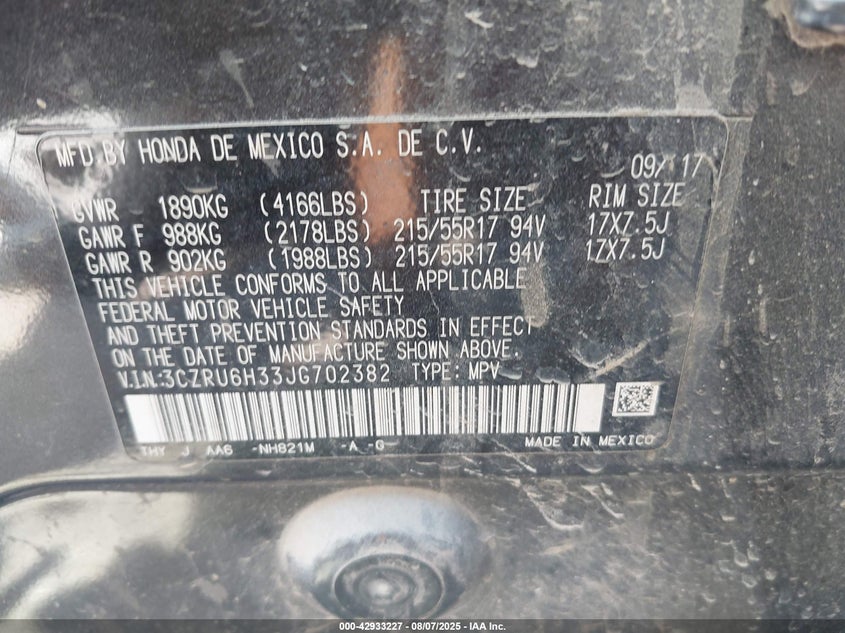 MFD.BY HONDA DE MEXICO S.A. DE C.V. 09/17
GVWR 1890KG (4166LBS) TIRE SIZE RIM SIZE
GAWR F 988KG (2178LBS) 215/55R17 94V 17X7.5J
GAWR R 902KG (1988LBS) 215/55R17 94V 17X7.5J
THIS VEHICLE CONFORMS TO ALL APPLICABLE
FEDERAL MOTOR VEHICLE SAFETY
AND THEFT PREVENTION STANDARDS IN EFFECT
ON THE DATE OF MANUFACTURE SHOWN ABOVE.
V.I.N:3CZRU6H33JG702382 TYPE: MPV
THY J AA6 -NH821M -A -G MADE IN MEXICO
000-42933227 - 08/07/2025 - IAA Inc.